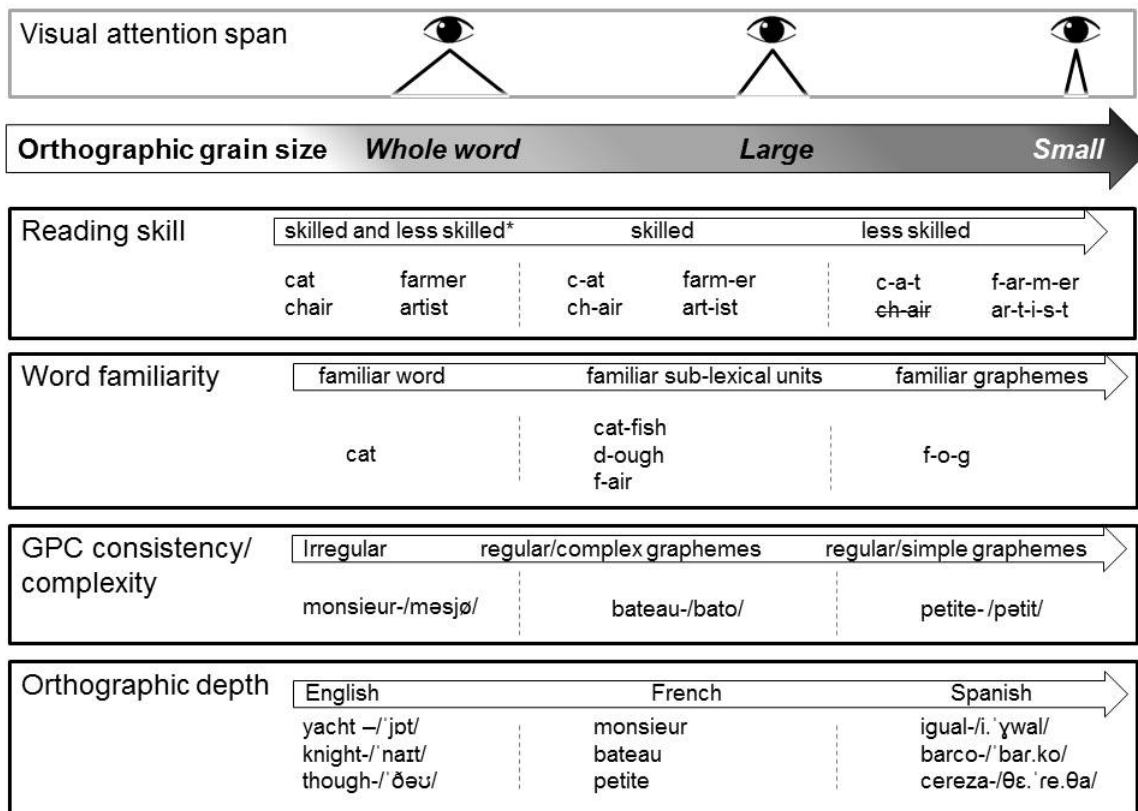 Visual attention span
Orthographic grain size Whole word Large Small
Reading skill
skilled and less skilled* skilled less skilled
cat farmer c-at farm-er c-a-t f-ar-m-er
chair artist ch-air art-ist ch-air ar-t-i-s-t
Word familiarity
familiar word familiar sub-lexical units familiar graphemes
cat-fish
cat d-ough f-o-g
f-air
GPC consistency/
complexity
Irregular regular/complex graphemes regular/simple graphemes
monsieur-/məsjø/ bateau-/bato/ petite- /pətit/
Orthographic depth
English French Spanish
yacht –/ˈjɒt/ monsieur igual-/i.ˈɣwal/
knight-/ˈnaɪt/ bateau barco-/ˈbar.ko/
though-/ˈðəʊ/ petite cereza-/θɛ.ˈre.θa/